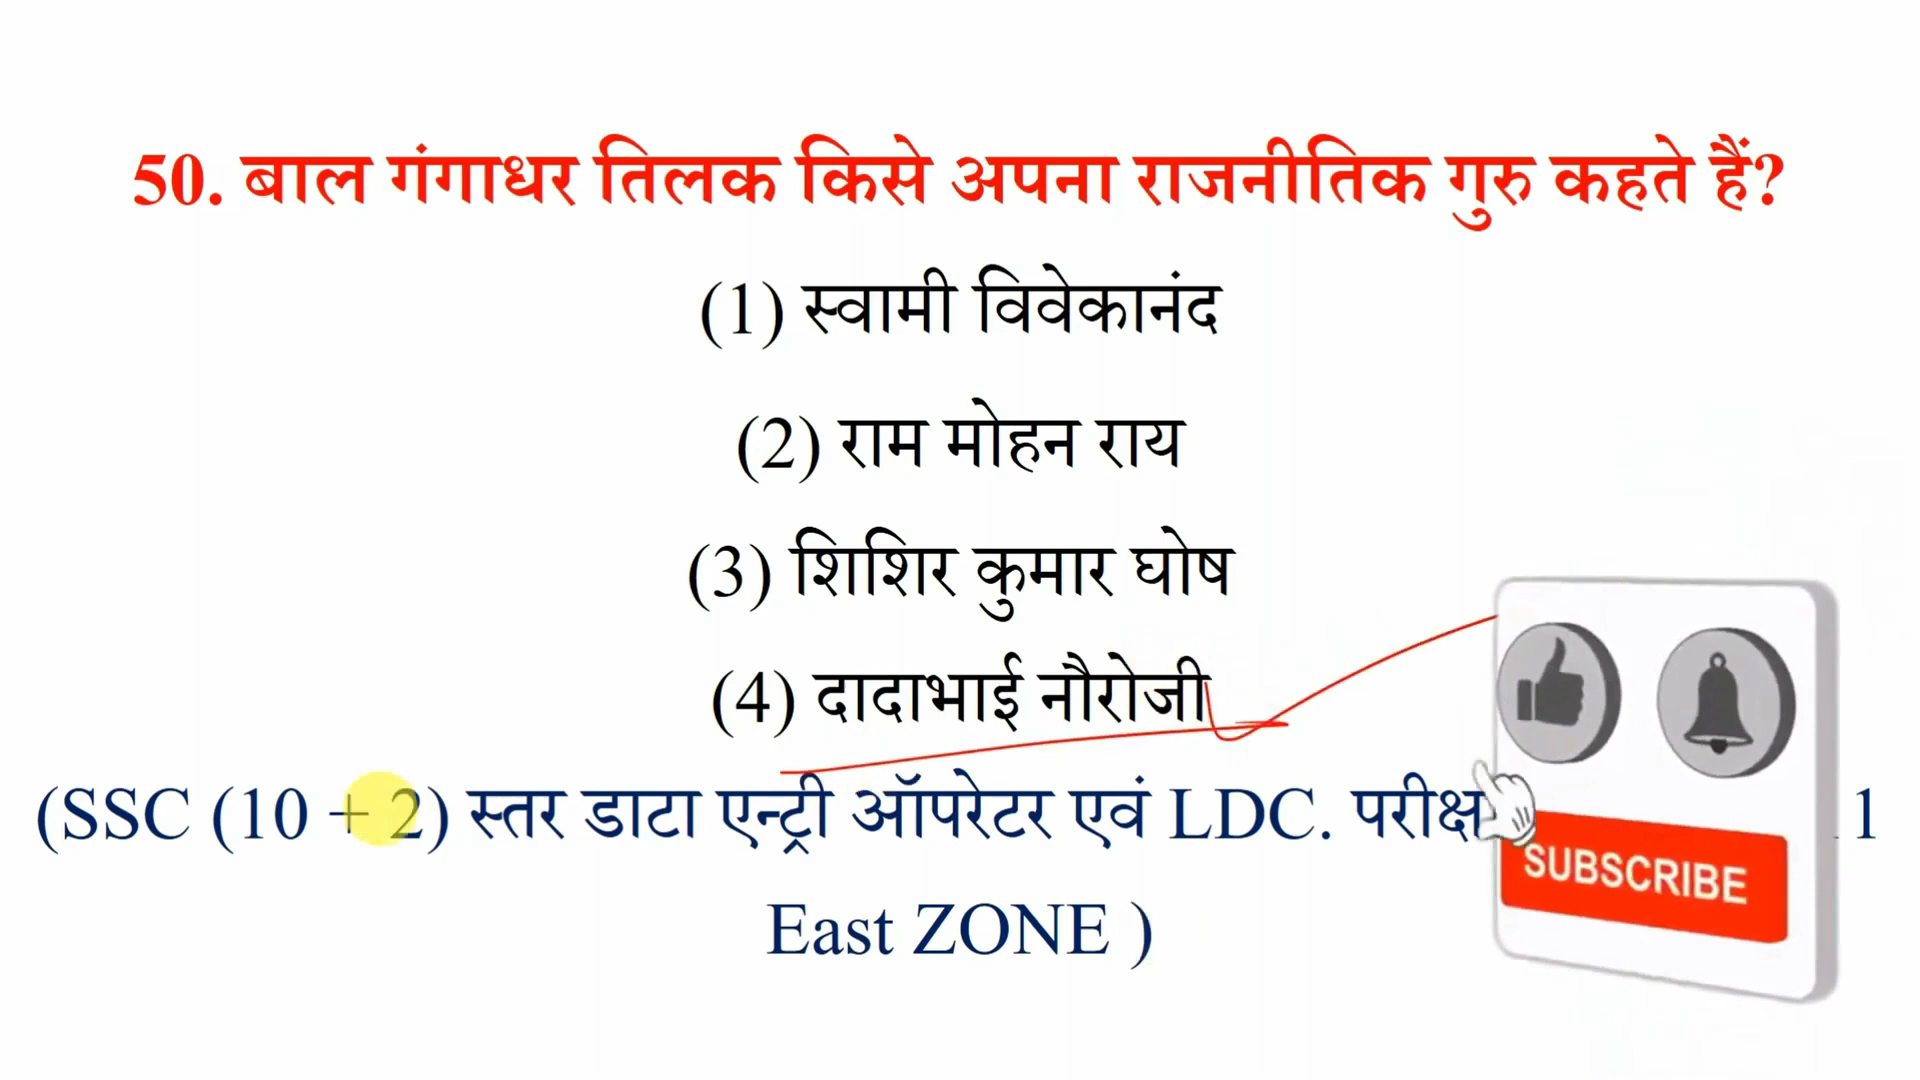 50. बाल गंगाधर तिलक किसे अपना राजनीतिक गुरु कहते हैं?
(1) स्वामी विवेकानंद
(2) राम मोहन राय
(3) शिशिर कुमार घोष
(4) दादाभाई नौरोजी
(SSC (10 + 2) स्तर डाटा एन्ट्री ऑपरेटर एवं LDC. 1
East ZONE )
SUBSCRIBE